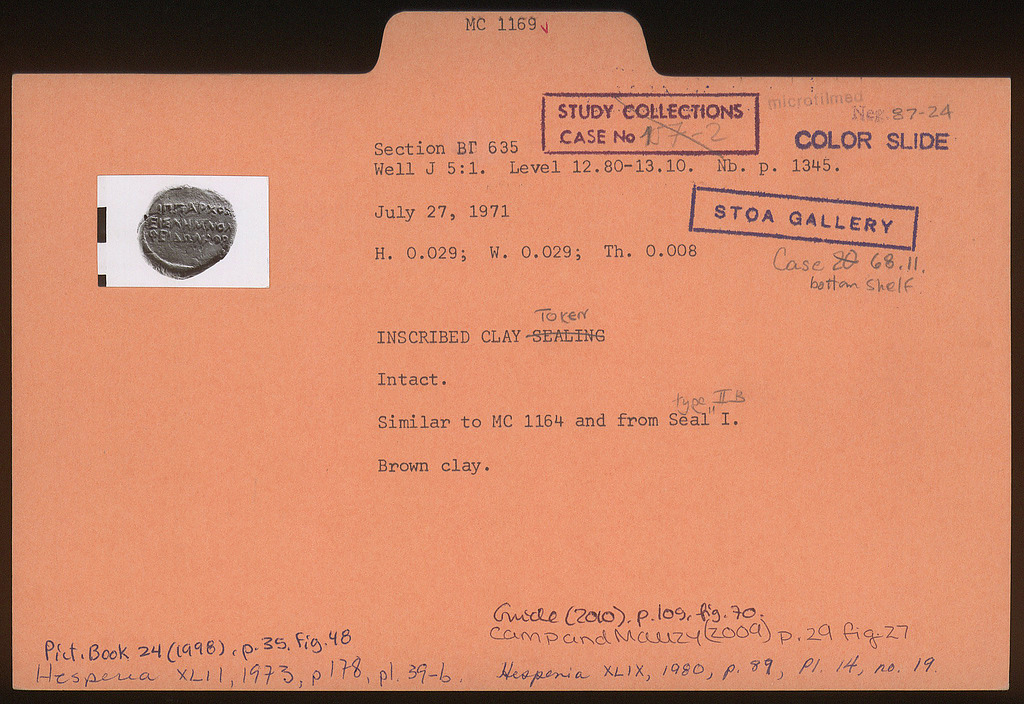 MC 1169 ✓
STUDY COLLECTIONS
CASE No 157-2
microfilmed
Neg. 87-24
COLOR SLIDE
Section ΒΓ 635
Well J 5:1. Level 12.80-13.10. Nb. p. 1345.
July 27, 1971
STOA GALLERY
H. 0.029; W. 0.029; Th. 0.008
Case 20 68.11.
bottom shelf
Token
INSCRIBED CLAY SEALING
Intact.
type II B
Similar to MC 1164 and from Seal " I.
Brown clay.
Guide (2010), p. 109, fig. 70.
Camp and Mauzy (2009) p. 29 fig. 27
Pict. Book 24 (1998), p. 35, fig. 48
Hesperia XLII, 1973, p 178, pl. 39-b.
Hesperia XLIX, 1980, p. 89, Pl. 14, no. 19.